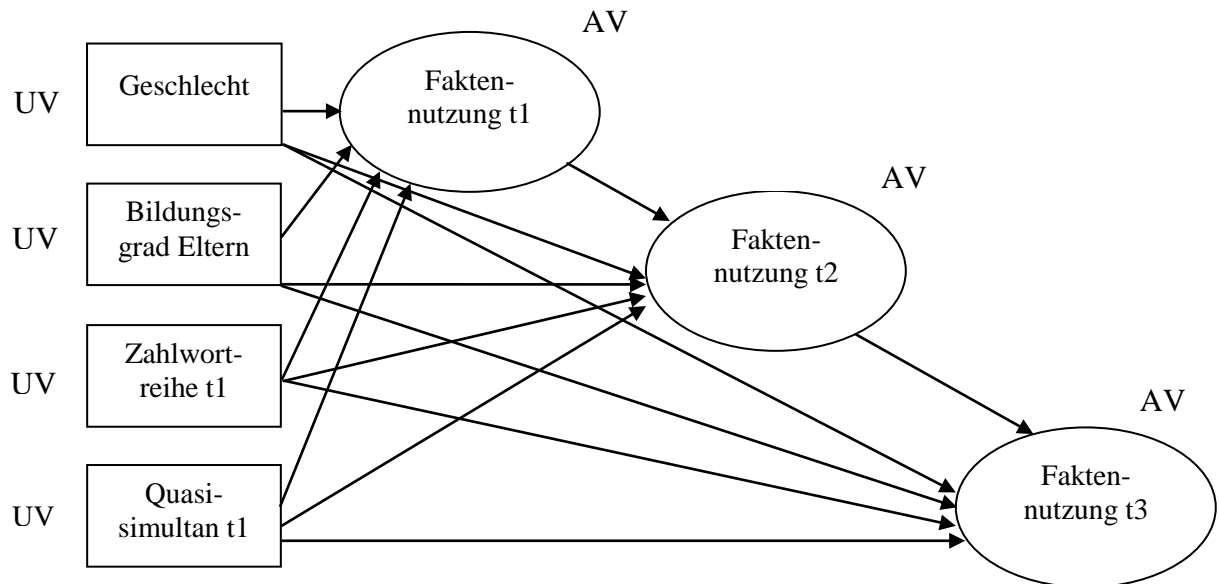 AV
UV
Geschlecht
Fakten-
nutzung t1
AV
UV
Bildungs-
grad Eltern
Fakten-
nutzung t2
UV
Zahlwort-
reihe t1
AV
UV
Quasi-
simultan t1
Fakten-
nutzung t3